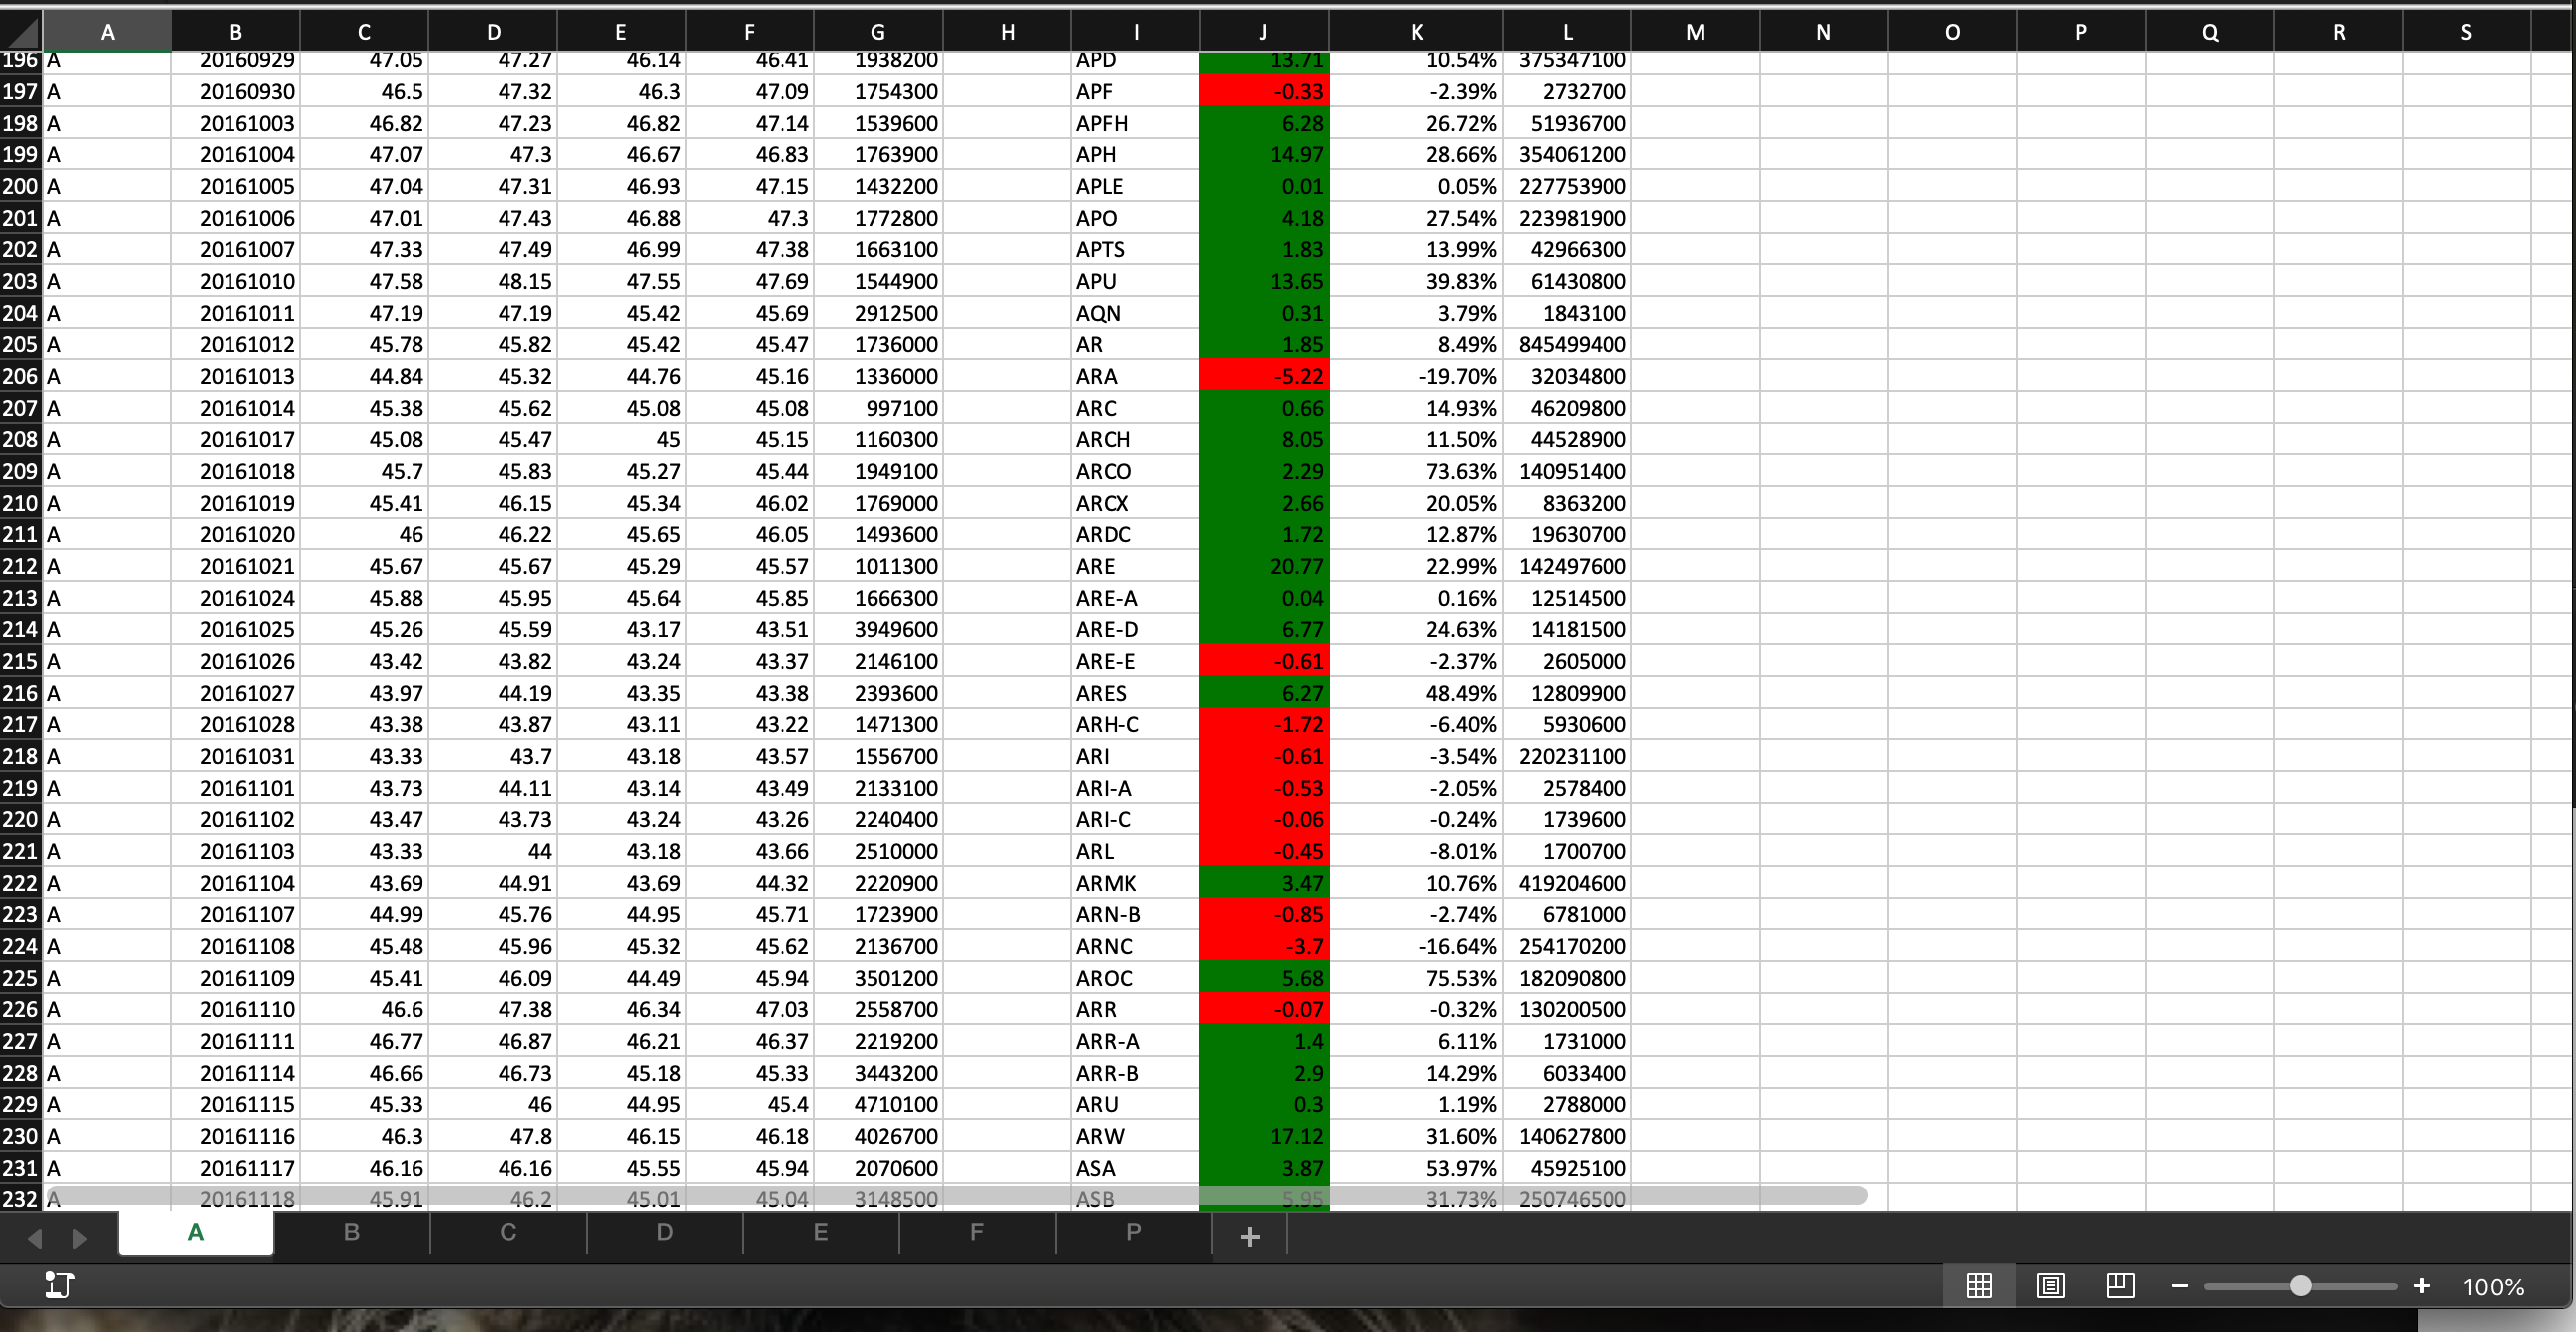 A B C D E F G H I J K L M N O P Q R S
196 A 20160929 47.05 47.27 46.14 46.41 1938200 APD 13.71 10.54% 375347100
197 A 20160930 46.5 47.32 46.3 47.09 1754300 APF -0.33 -2.39% 2732700
198 A 20161003 46.82 47.23 46.82 47.14 1539600 APFH 6.28 26.72% 51936700
199 A 20161004 47.07 47.3 46.67 46.83 1763900 APH 14.97 28.66% 354061200
200 A 20161005 47.04 47.31 46.93 47.15 1432200 APLE 0.01 0.05% 227753900
201 A 20161006 47.01 47.43 46.88 47.3 1772800 APO 4.18 27.54% 223981900
202 A 20161007 47.33 47.49 46.99 47.38 1663100 APTS 1.83 13.99% 42966300
203 A 20161010 47.58 48.15 47.55 47.69 1544900 APU 13.65 39.83% 61430800
204 A 20161011 47.19 47.19 45.42 45.69 2912500 AQN 0.31 3.79% 1843100
205 A 20161012 45.78 45.82 45.42 45.47 1736000 AR 1.85 8.49% 845499400
206 A 20161013 44.84 45.32 44.76 45.16 1336000 ARA -5.22 -19.70% 32034800
207 A 20161014 45.38 45.62 45.08 45.08 997100 ARC 0.66 14.93% 46209800
208 A 20161017 45.08 45.47 45 45.15 1160300 ARCH 8.05 11.50% 44528900
209 A 20161018 45.7 45.83 45.27 45.44 1949100 ARCO 2.29 73.63% 140951400
210 A 20161019 45.41 46.15 45.34 46.02 1769000 ARCX 2.66 20.05% 8363200
211 A 20161020 46 46.22 45.65 46.05 1493600 ARDC 1.72 12.87% 19630700
212 A 20161021 45.67 45.67 45.29 45.57 1011300 ARE 20.77 22.99% 142497600
213 A 20161024 45.88 45.95 45.64 45.85 1666300 ARE-A 0.04 0.16% 12514500
214 A 20161025 45.26 45.59 43.17 43.51 3949600 ARE-D 6.77 24.63% 14181500
215 A 20161026 43.42 43.82 43.24 43.37 2146100 ARE-E -0.61 -2.37% 2605000
216 A 20161027 43.97 44.19 43.35 43.38 2393600 ARES 6.27 48.49% 12809900
217 A 20161028 43.38 43.87 43.11 43.22 1471300 ARH-C -1.72 -6.40% 5930600
218 A 20161031 43.33 43.7 43.18 43.57 1556700 ARI -0.61 -3.54% 220231100
219 A 20161101 43.73 44.11 43.14 43.49 2133100 ARI-A -0.53 -2.05% 2578400
220 A 20161102 43.47 43.73 43.24 43.26 2240400 ARI-C -0.06 -0.24% 1739600
221 A 20161103 43.33 44 43.18 43.66 2510000 ARL -0.45 -8.01% 1700700
222 A 20161104 43.69 44.91 43.69 44.32 2220900 ARMK 3.47 10.76% 419204600
223 A 20161107 44.99 45.76 44.95 45.71 1723900 ARN-B -0.85 -2.74% 6781000
224 A 20161108 45.48 45.96 45.32 45.62 2136700 ARNC -3.7 -16.64% 254170200
225 A 20161109 45.41 46.09 44.49 45.94 3501200 AROC 5.68 75.53% 182090800
226 A 20161110 46.6 47.38 46.34 47.03 2558700 ARR -0.07 -0.32% 130200500
227 A 20161111 46.77 46.87 46.21 46.37 2219200 ARR-A 1.4 6.11% 1731000
228 A 20161114 46.66 46.73 45.18 45.33 3443200 ARR-B 2.9 14.29% 6033400
229 A 20161115 45.33 46 44.95 45.4 4710100 ARU 0.3 1.19% 2788000
230 A 20161116 46.3 47.8 46.15 46.18 4026700 ARW 17.12 31.60% 140627800
231 A 20161117 46.16 46.16 45.55 45.94 2070600 ASA 3.87 53.97% 45925100
232 A 20161118 45.91 46.2 45.01 45.04 3148500 ASB 5.95 31.73% 250746500
A B C D E F P +
100%